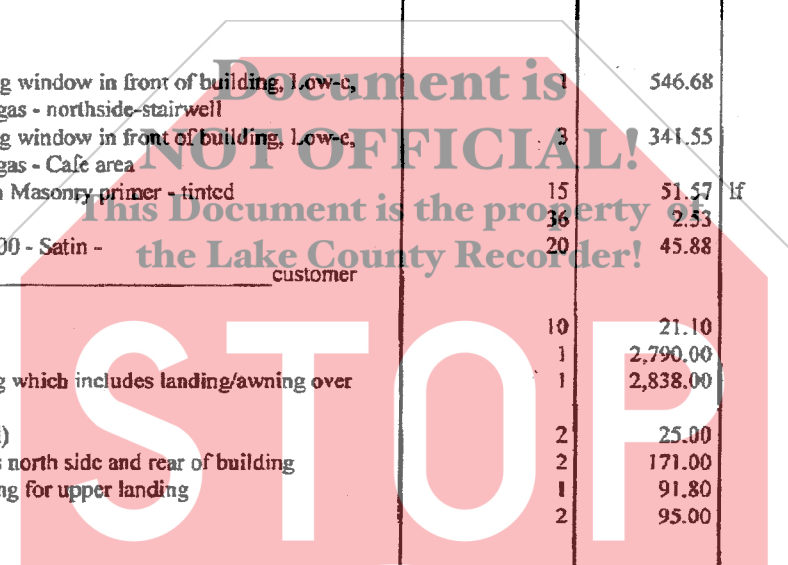 Document is
NOT OFFICIAL!
This Document is the property of
the Lake County Recorder!
STOP
g window in front of building, Low-e, 1 546.68
gas - northside-stairwell
g window in front of building, Low-e, 3 341.55
gas - Cafe area
Masonry primer - tinted 15 51.57 lf
36 2.53
00 - Satin - 20 45.88
customer
10 21.10
1 2,790.00
g which includes landing/awning over 1 2,838.00
) 2 25.00
s north side and rear of building 2 171.00
ng for upper landing 1 91.80
2 95.00